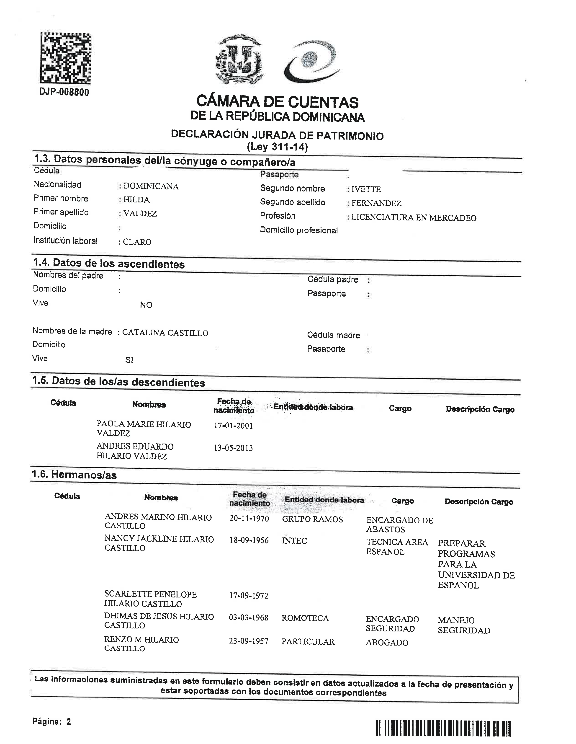 DJP-008800
CÁMARA DE CUENTAS
DE LA REPÚBLICA DOMINICANA
DECLARACIÓN JURADA DE PATRIMONIO
(Ley 311-14)
1.3. Datos personales del/la cónyuge o compañero/a
Cédula Pasaporte :
Nacionalidad : DOMINICANA Segundo nombre : IVETTE
Primer nombre : HILDA Segundo apellido : FERNANDEZ
Primer apellido : VALDEZ Profesión : LICENCIATURA EN MERCADEO
Domicilio : Domicilio profesional
Institución laboral : CLARO
1.4. Datos de los ascendientes
Nombres del padre : Cédula padre :
Domicilio : Pasaporte :
Vive NO
Nombres de la madre : CATALINA CASTILLO Cédula madre
Domicilio Pasaporte :
Vive SI
1.5. Datos de los/as descendientes
Cédula Nombres Fecha de nacimiento Entidad donde labora Cargo Descripción Cargo
PAOLA MARIE HILARIO 17-01-2001
VALDEZ
ANDRES EDUARDO 13-05-2013
HILARIO VALDEZ
1.6. Hermanos/as
Cédula Nombres Fecha de nacimiento Entidad donde labora Cargo Descripción Cargo
ANDRES MARINO HILARIO 20-11-1970 GRUPO RAMOS ENCARGADO DE
CASTILLO ABASTOS
NANCY JACKLINE HILARIO 18-09-1966 INTEC TECNICA AREA PREPARAR
CASTILLO ESPANOL PROGRAMAS
PARA LA
UNIVERSIDAD DE
ESPANOL
SCARLETTE PENELOPE 17-09-1972
HILARIO CASTILLO
DHIMAS DE JESUS HILARIO 03-03-1968 ROMOTECA ENCARGADO MANEJO
CASTILLO SEGURIDAD SEGURIDAD
RENZO M HILARIO 23-09-1957 PARTICULAR ABOGADO
CASTILLO
Las informaciones suministradas en este formulario deben consistir en datos actualizados a la fecha de presentación y
estar soportadas con los documentos correspondientes
Página: 2